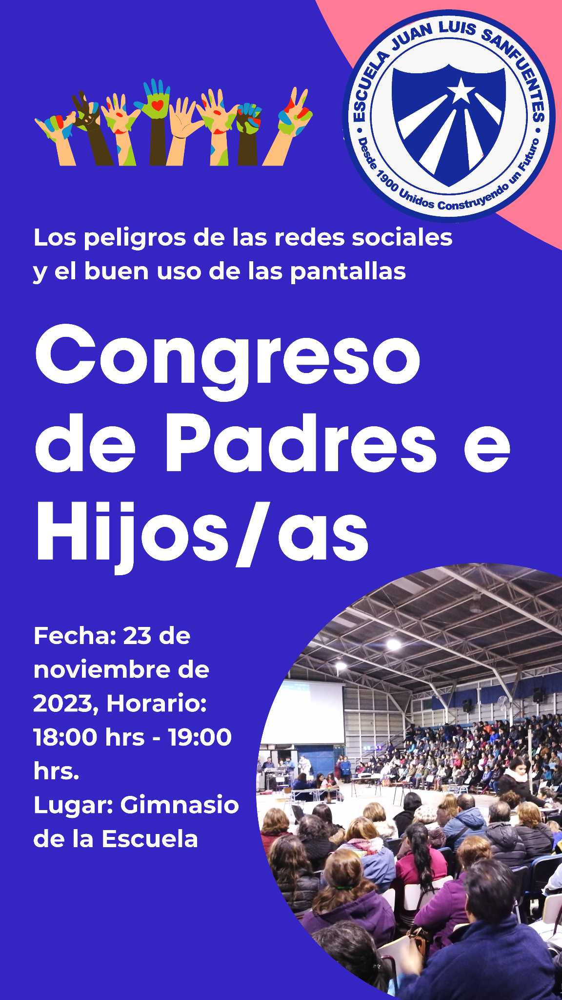 ESCUELA JUAN LUIS SANFUENTES
Desde 1900 Unidos Construyendo un Futuro
Los peligros de las redes sociales
y el buen uso de las pantallas
Congreso
de Padres e
Hijos/as
Fecha: 23 de
noviembre de
2023, Horario:
18:00 hrs - 19:00
hrs.
Lugar: Gimnasio
de la Escuela